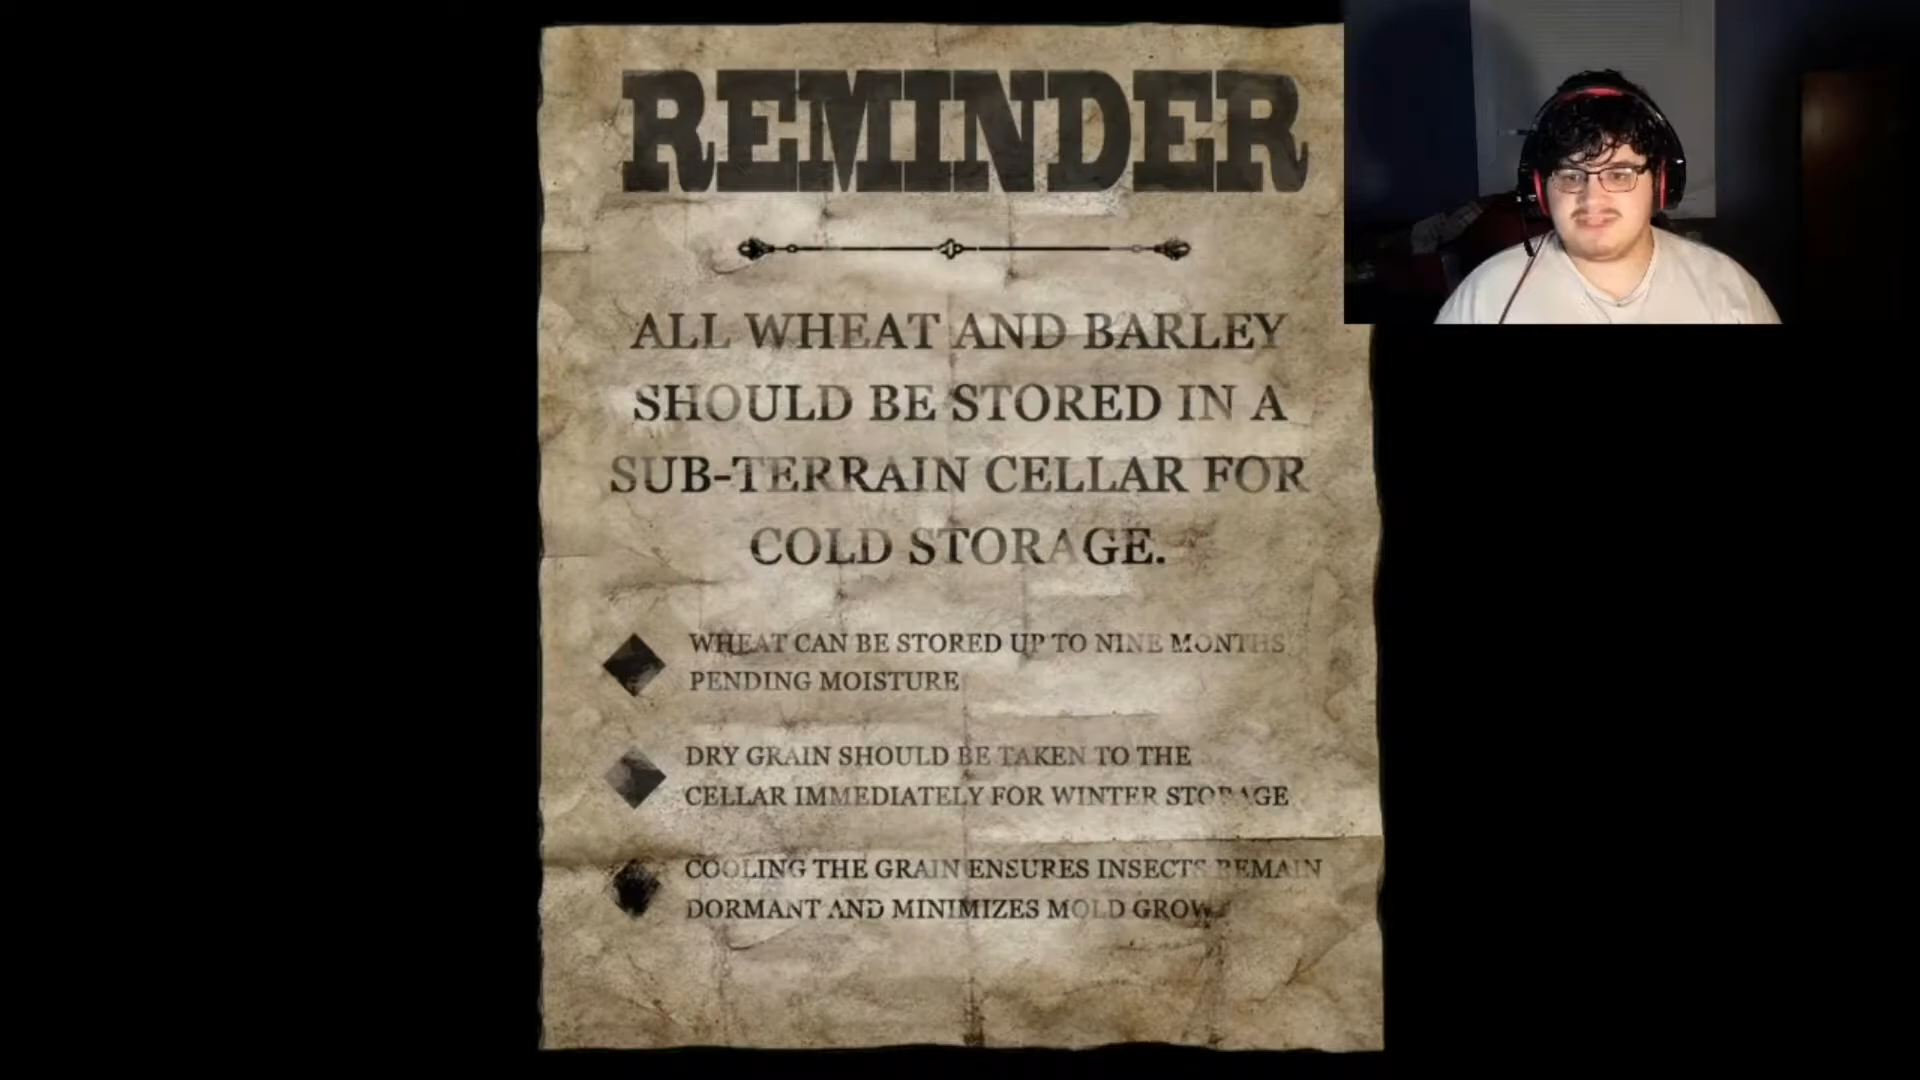 REMINDER
ALL WHEAT AND BARLEY
SHOULD BE STORED IN A
SUB-TERRAIN CELLAR FOR
COLD STORAGE.
WHEAT CAN BE STORED UP TO NINE MONTHS
PENDING MOISTURE
DRY GRAIN SHOULD BE TAKEN TO THE
CELLAR IMMEDIATELY FOR WINTER STORAGE
COOLING THE GRAIN ENSURES INSECTS REMAIN
DORMANT AND MINIMIZES MOLD